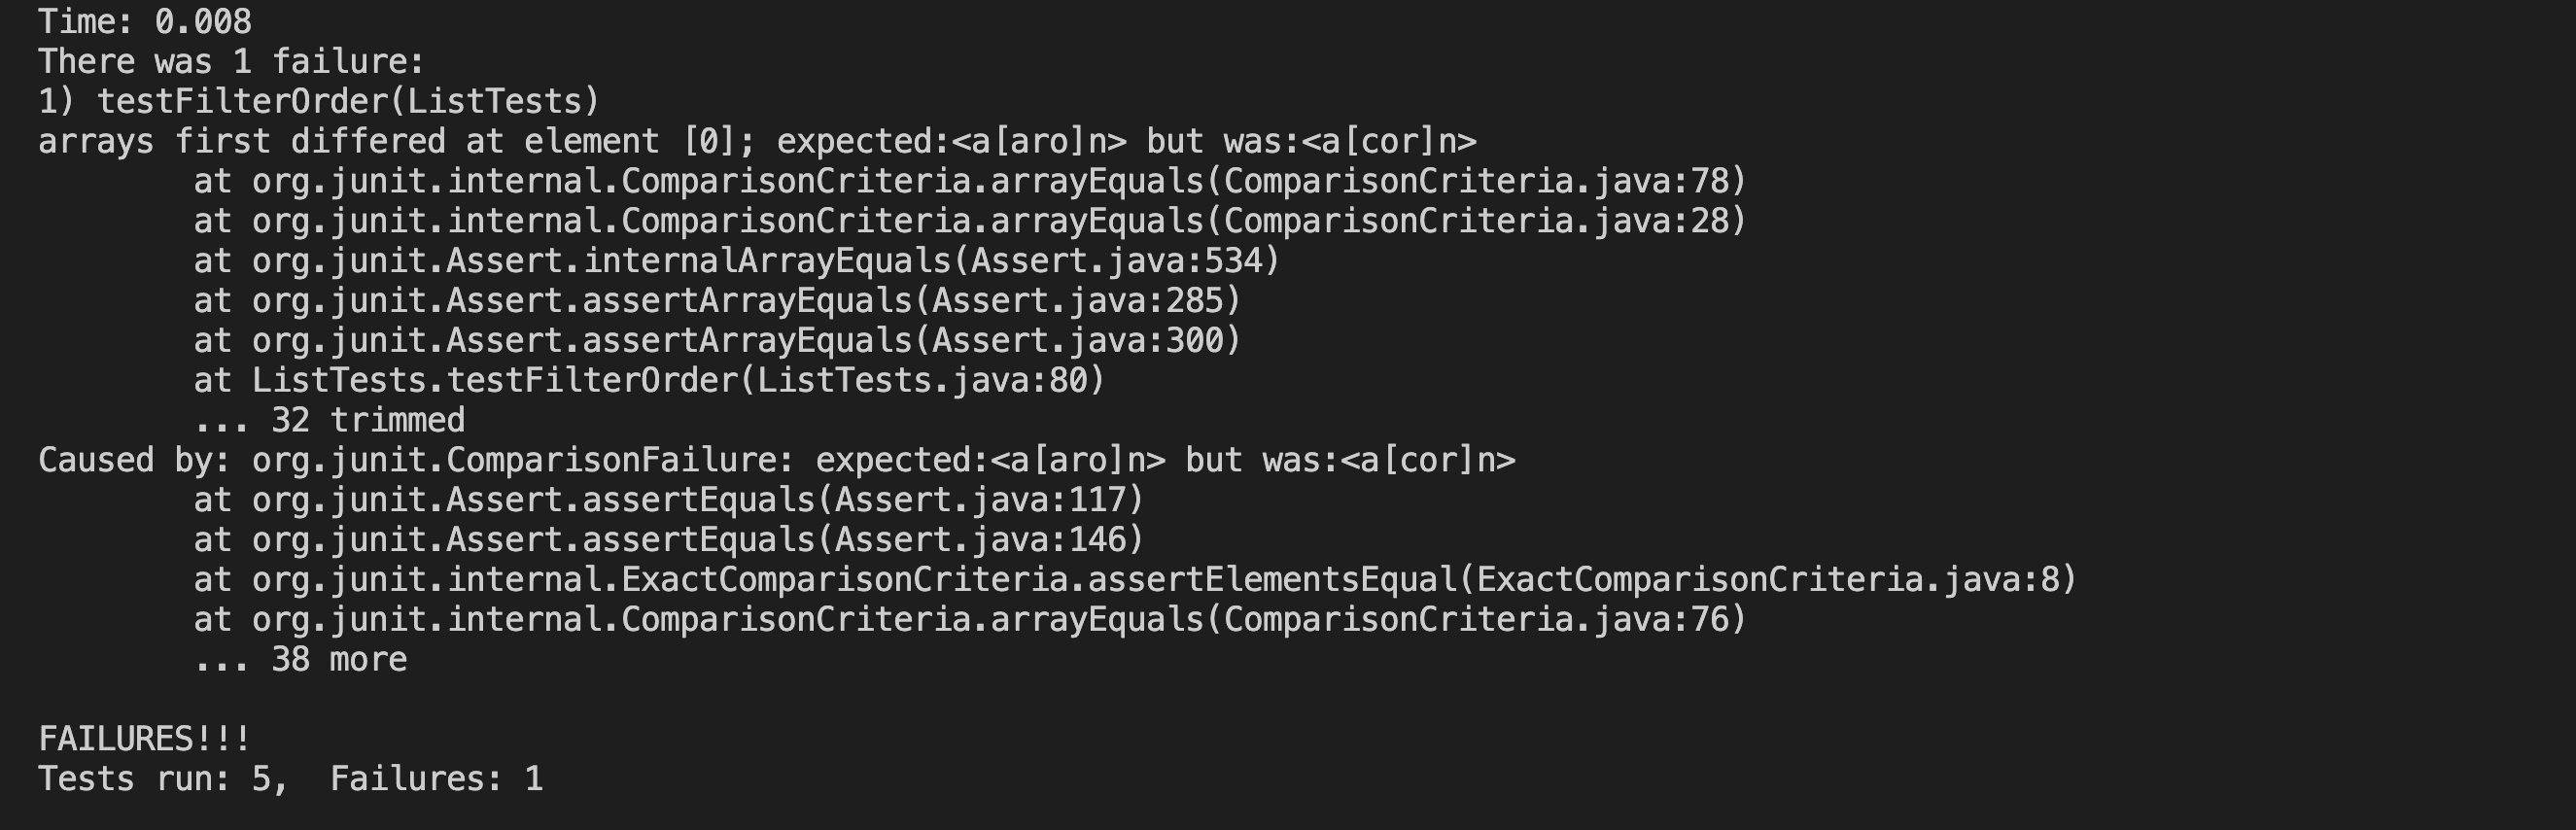 Time: 0.008
There was 1 failure:
1) testFilterOrder(ListTests)
arrays first differed at element [0]; expected:<a[aro]n> but was:<a[cor]n>
        at org.junit.internal.ComparisonCriteria.arrayEquals(ComparisonCriteria.java:78)
        at org.junit.internal.ComparisonCriteria.arrayEquals(ComparisonCriteria.java:28)
        at org.junit.Assert.internalArrayEquals(Assert.java:534)
        at org.junit.Assert.assertArrayEquals(Assert.java:285)
        at org.junit.Assert.assertArrayEquals(Assert.java:300)
        at ListTests.testFilterOrder(ListTests.java:80)
        ... 32 trimmed
Caused by: org.junit.ComparisonFailure: expected:<a[aro]n> but was:<a[cor]n>
        at org.junit.Assert.assertEquals(Assert.java:117)
        at org.junit.Assert.assertEquals(Assert.java:146)
        at org.junit.internal.ExactComparisonCriteria.assertElementsEqual(ExactComparisonCriteria.java:8)
        at org.junit.internal.ComparisonCriteria.arrayEquals(ComparisonCriteria.java:76)
        ... 38 more

FAILURES!!!
Tests run: 5,  Failures: 1